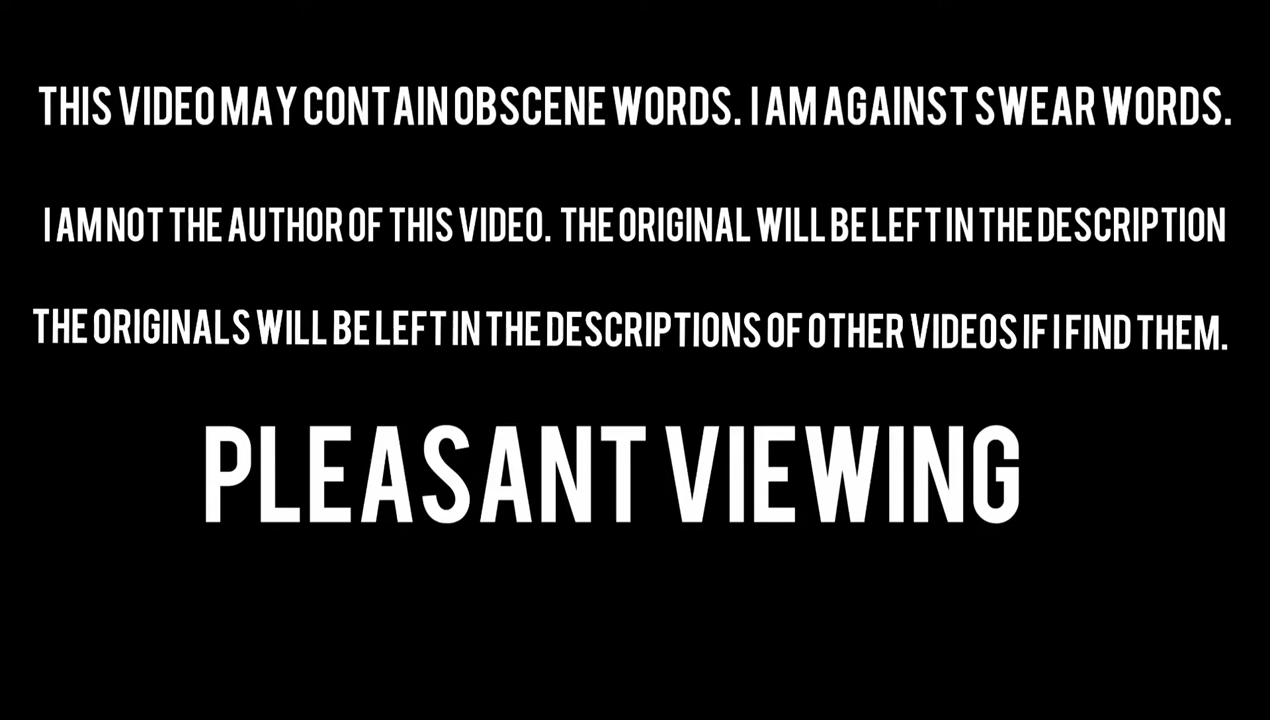 THIS VIDEO MAY CONTAIN OBSCENE WORDS. I AM AGAINST SWEAR WORDS.
I AM NOT THE AUTHOR OF THIS VIDEO. THE ORIGINAL WILL BE LEFT IN THE DESCRIPTION
THE ORIGINALS WILL BE LEFT IN THE DESCRIPTIONS OF OTHER VIDEOS IF I FIND THEM.
PLEASANT VIEWING